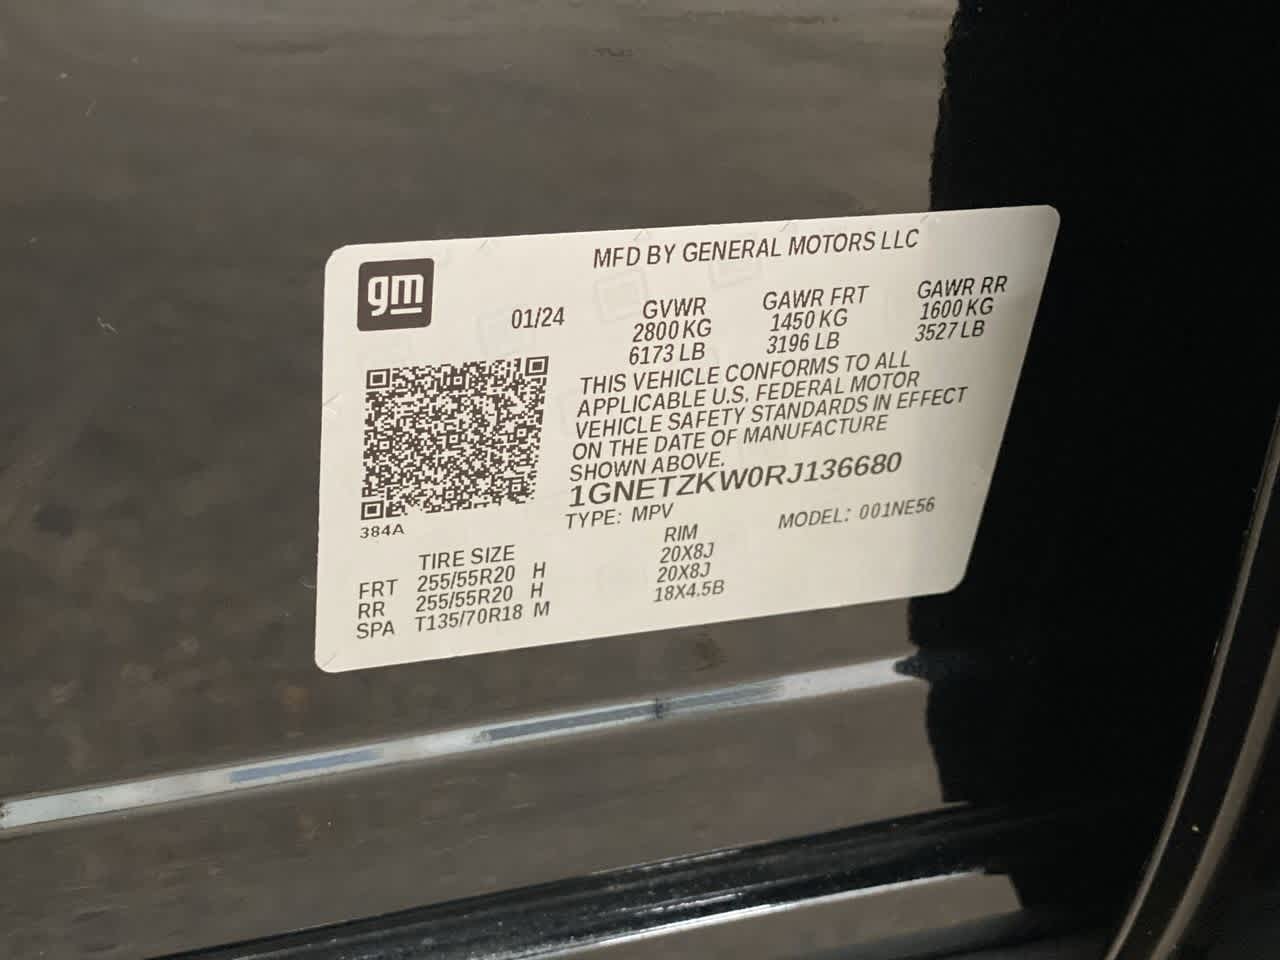 MFD BY GENERAL MOTORS LLC
gm
01/24 GVWR GAWR FRT GAWR RR
2800 KG 1450 KG 1600 KG
6173 LB 3196 LB 3527 LB
THIS VEHICLE CONFORMS TO ALL
APPLICABLE U.S. FEDERAL MOTOR
VEHICLE SAFETY STANDARDS IN EFFECT
ON THE DATE OF MANUFACTURE
SHOWN ABOVE.
1GNETZKW0RJ136680
384A
TYPE: MPV MODEL: 001NE56
TIRE SIZE RIM
FRT 255/55R20 H 20X8J
RR 255/55R20 H 20X8J
SPA T135/70R18 M 18X4.5B